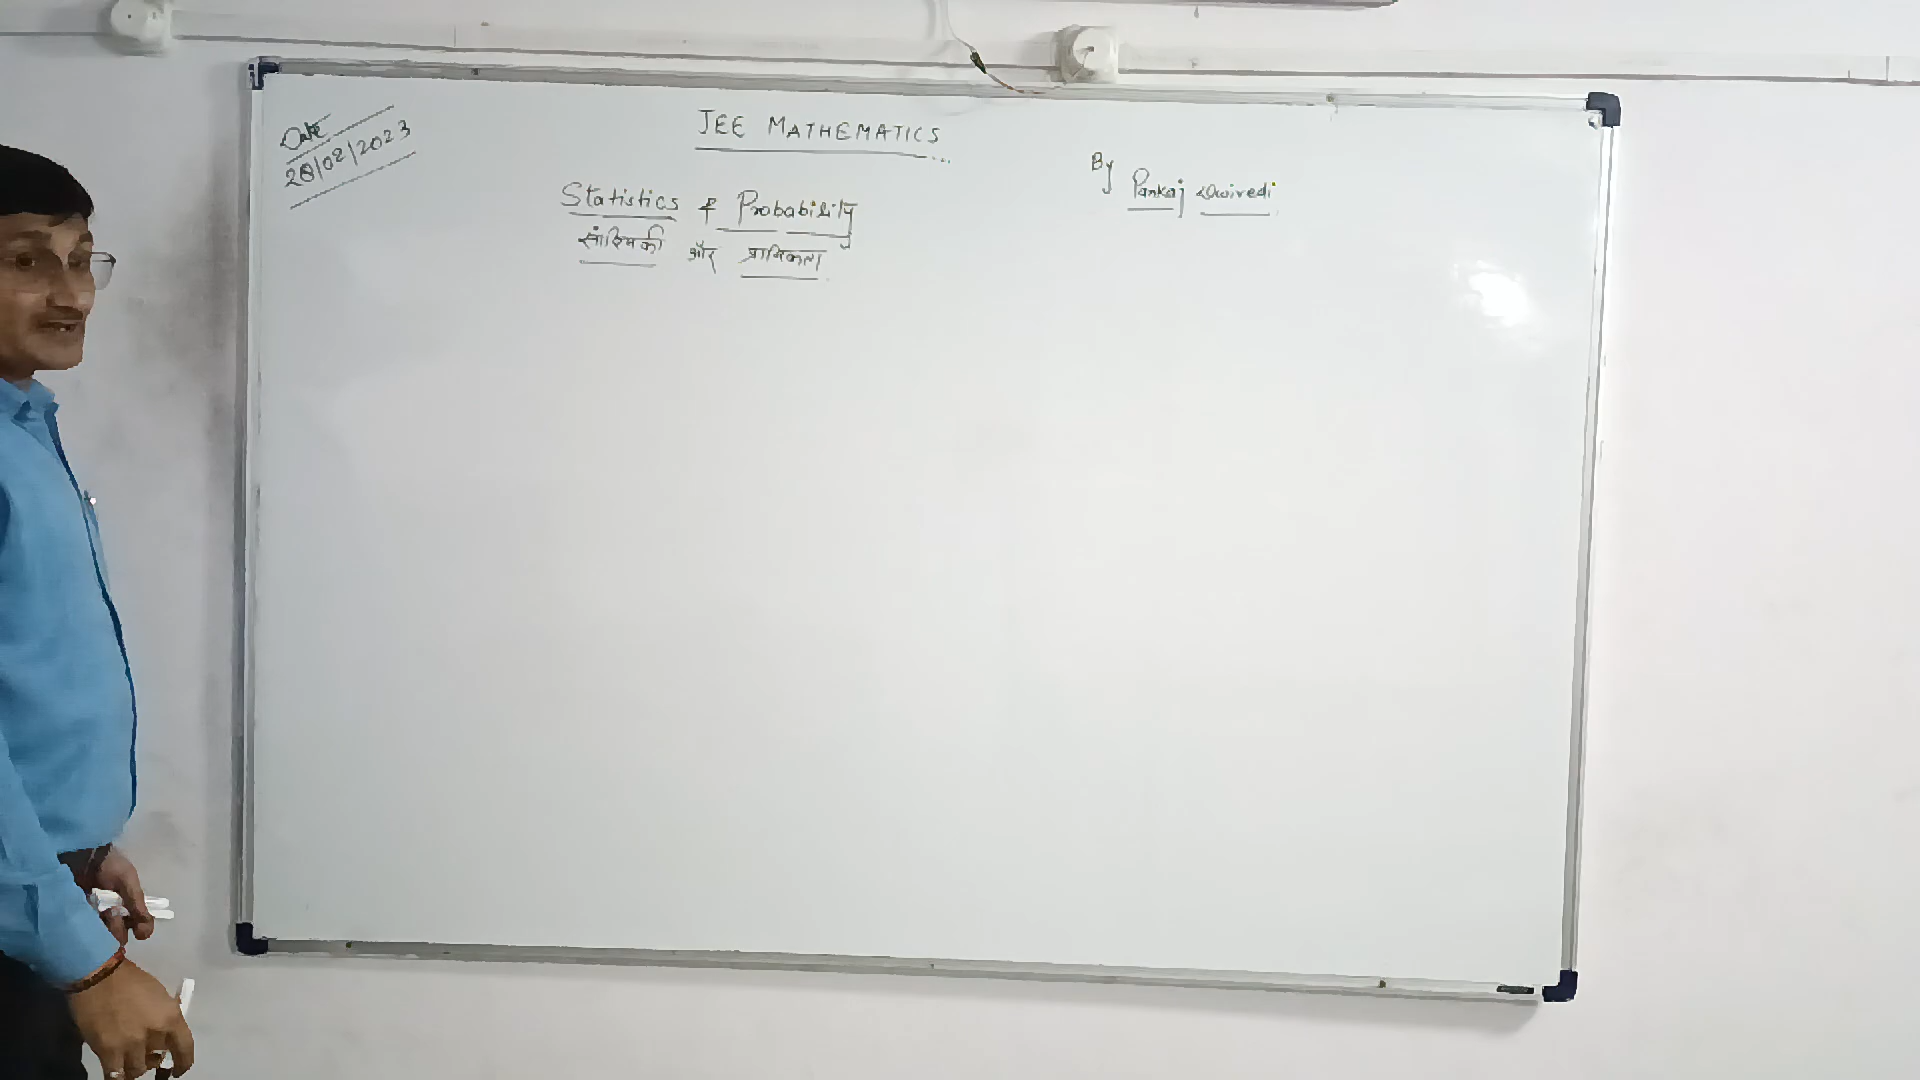 Date
28/02/2023
JEE MATHEMATICS
By Pankaj Dwivedi
Statistics & Probability
सांख्यिकी और प्रायिकता